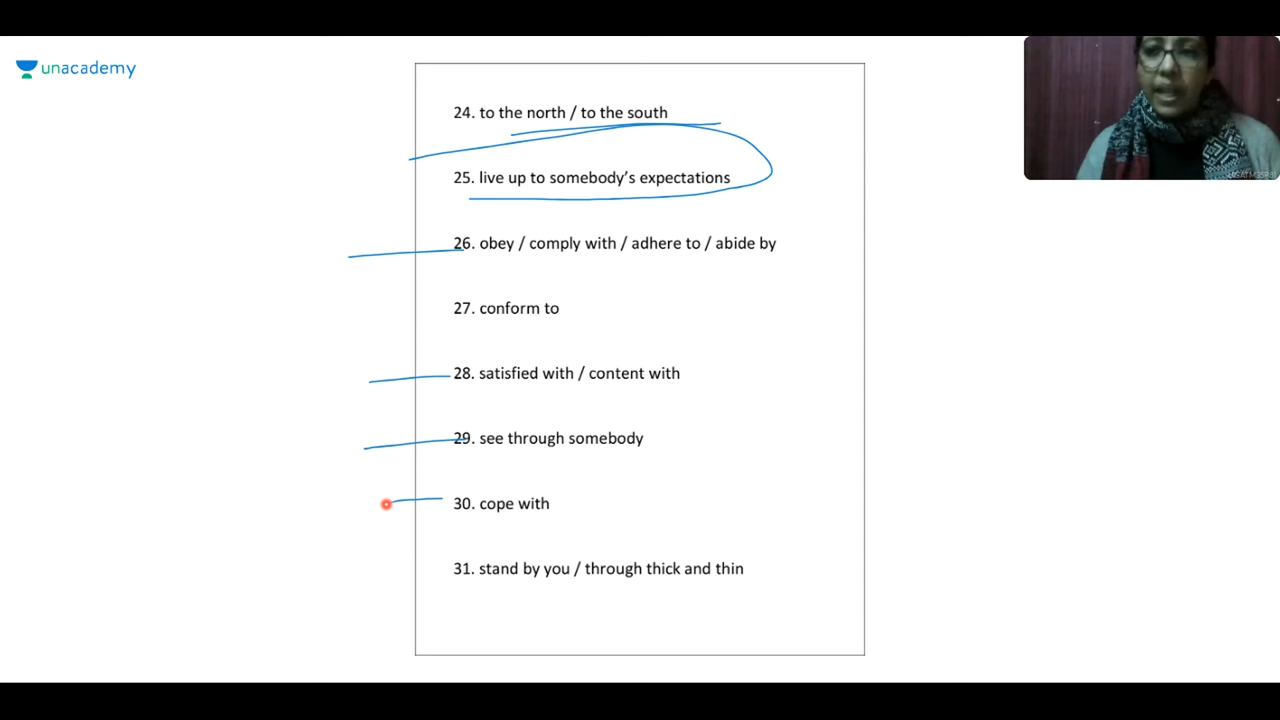 unacademy
24. to the north / to the south
25. live up to somebody’s expectations
26. obey / comply with / adhere to / abide by
27. conform to
28. satisfied with / content with
29. see through somebody
30. cope with
31. stand by you / through thick and thin